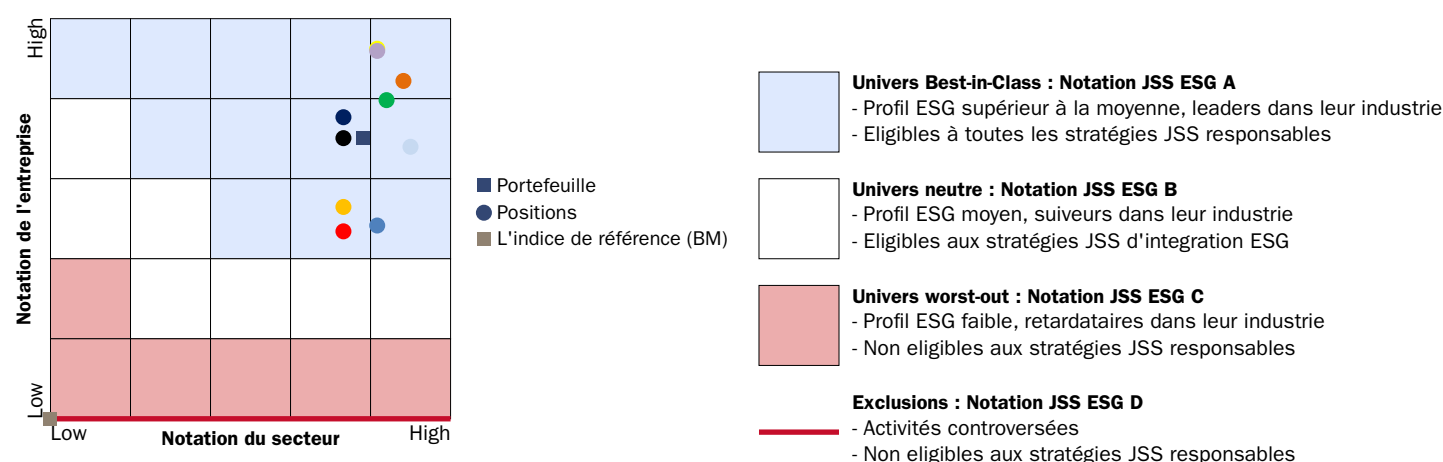 High
Notation de l'entreprise
Low
Low
Notation du secteur
High
Portefeuille
Positions
L'indice de référence (BM)
Univers Best-in-Class : Notation JSS ESG A
- Profil ESG supérieur à la moyenne, leaders dans leur industrie
- Eligibles à toutes les stratégies JSS responsables
Univers neutre : Notation JSS ESG B
- Profil ESG moyen, suiveurs dans leur industrie
- Eligibles aux stratégies JSS d'integration ESG
Univers worst-out : Notation JSS ESG C
- Profil ESG faible, retardataires dans leur industrie
- Non eligibles aux stratégies JSS responsables
Exclusions : Notation JSS ESG D
- Activités controversées
- Non eligibles aux stratégies JSS responsables